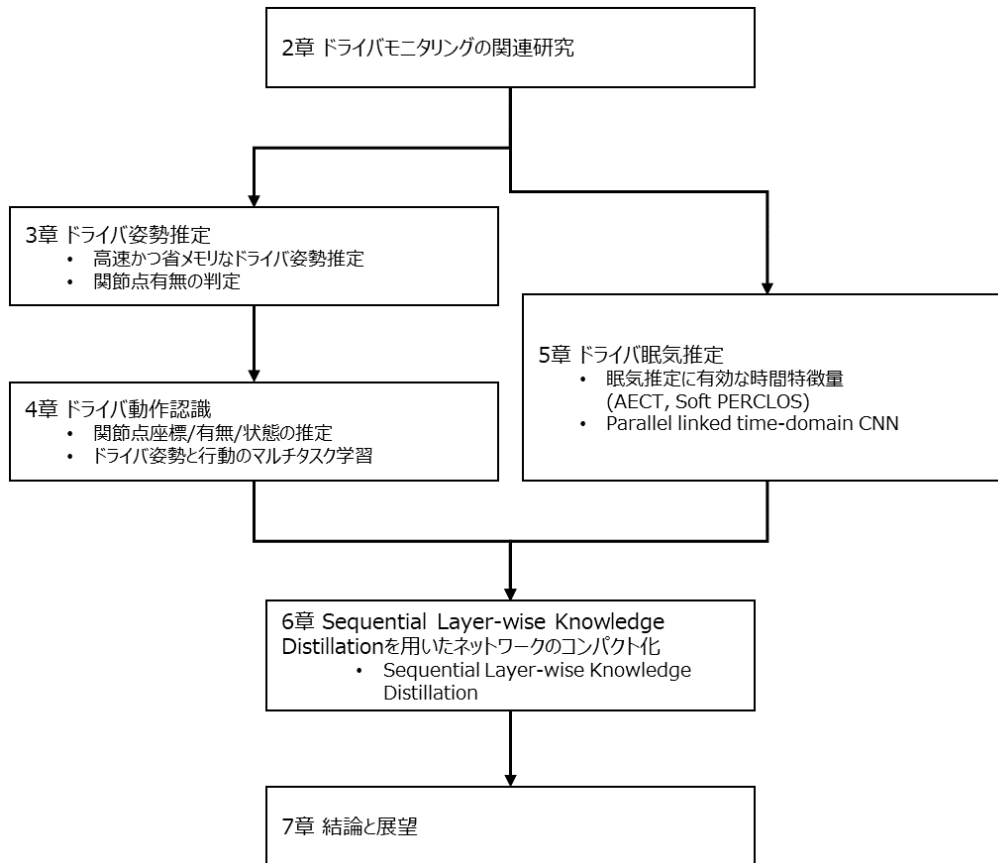 2章 ドライバモニタリングの関連研究
3章 ドライバ姿勢推定
• 高速かつ省メモリなドライバ姿勢推定
• 関節点有無の判定
4章 ドライバ動作認識
• 関節点座標/有無/状態の推定
• ドライバ姿勢と行動のマルチタスク学習
5章 ドライバ眠気推定
• 眠気推定に有効な時間特徴量
(AECT, Soft PERCLOS)
• Parallel linked time-domain CNN
6章 Sequential Layer-wise Knowledge
Distillationを用いたネットワークのコンパクト化
• Sequential Layer-wise Knowledge
Distillation
7章 結論と展望